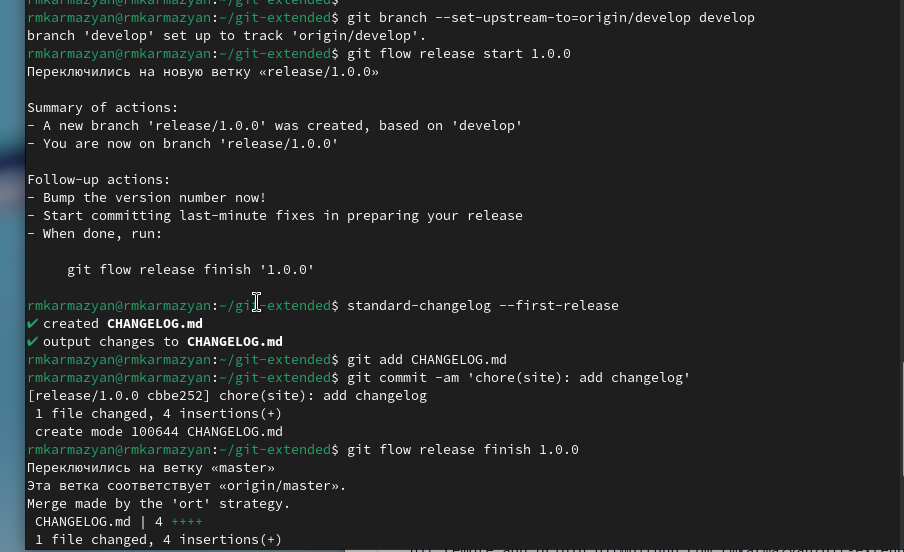 rmkarmazyan@rmkarmazyan:~/git-extended$
rmkarmazyan@rmkarmazyan:~/git-extended$ git branch --set-upstream-to=origin/develop develop
branch 'develop' set up to track 'origin/develop'.
rmkarmazyan@rmkarmazyan:~/git-extended$ git flow release start 1.0.0
Переключились на новую ветку «release/1.0.0»
Summary of actions:
- A new branch 'release/1.0.0' was created, based on 'develop'
- You are now on branch 'release/1.0.0'
Follow-up actions:
- Bump the version number now!
- Start committing last-minute fixes in preparing your release
- When done, run:
git flow release finish '1.0.0'
rmkarmazyan@rmkarmazyan:~/git-extended$ standard-changelog --first-release
✔ created CHANGELOG.md
✔ output changes to CHANGELOG.md
rmkarmazyan@rmkarmazyan:~/git-extended$ git add CHANGELOG.md
rmkarmazyan@rmkarmazyan:~/git-extended$ git commit -am 'chore(site): add changelog'
[release/1.0.0 cbbe252] chore(site): add changelog
1 file changed, 4 insertions(+)
create mode 100644 CHANGELOG.md
rmkarmazyan@rmkarmazyan:~/git-extended$ git flow release finish 1.0.0
Переключились на ветку «master»
Эта ветка соответствует «origin/master».
Merge made by the 'ort' strategy.
CHANGELOG.md | 4 ++++
1 file changed, 4 insertions(+)